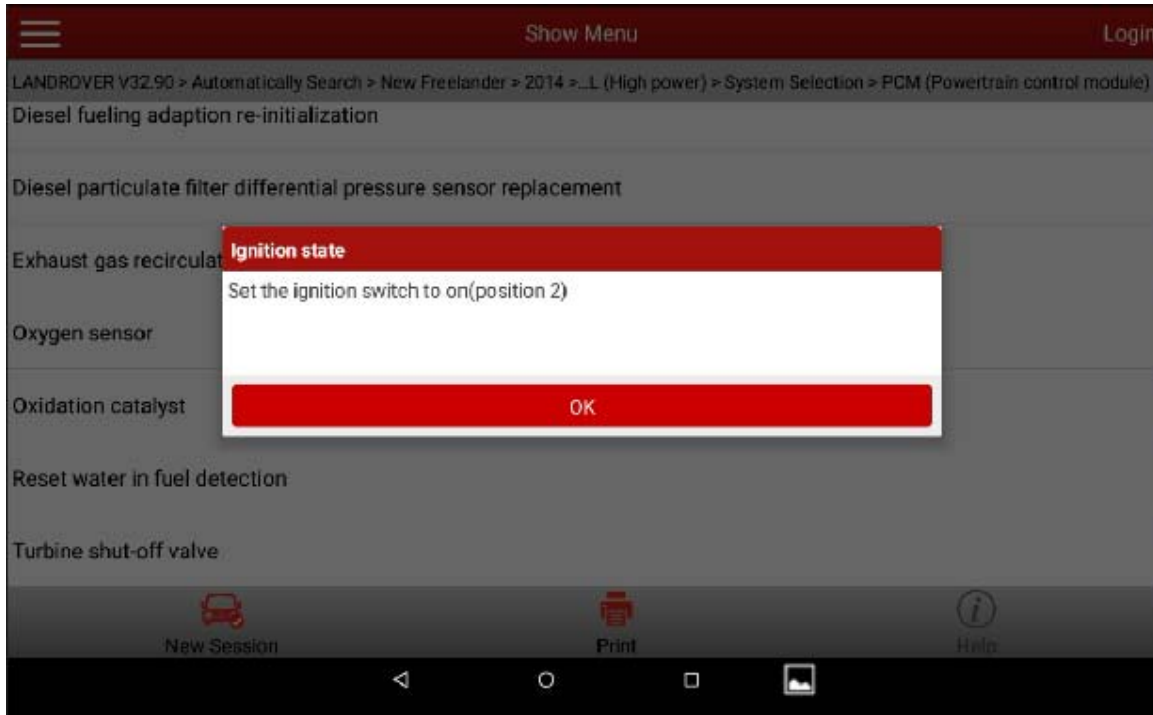 Show Menu
Login
LANDROVER V32.90 > Automatically Search > New Freelander > 2014 >...L (High power) > System Selection > PCM (Powertrain control module)
Diesel fueling adaption re-initialization
Diesel particulate filter differential pressure sensor replacement
Exhaust gas recirculat
Ignition state
Set the ignition switch to on(position 2)
Oxygen sensor
Oxidation catalyst
OK
Reset water in fuel detection
Turbine shut-off valve
New Session
Print
Help